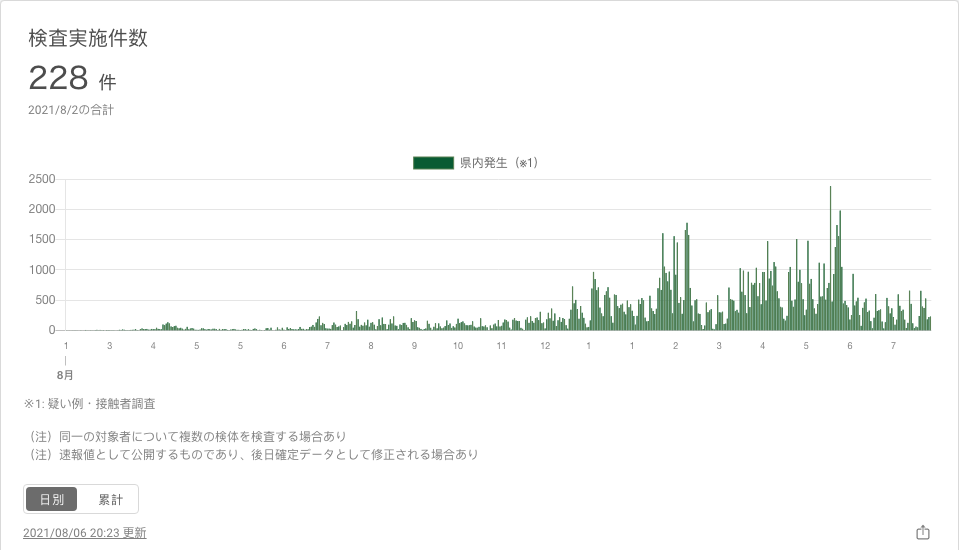 検査実施件数
228 件
2021/8/2の合計
県内発生（※1）
2500
2000
1500
1000
500
0
1 3 4 5 5 6 7 8 9 10 11 12 1 1 2 3 4 5 6 7
8月
※1: 疑い例・接触者調査
（注）同一の対象者について複数の検体を検査する場合あり
（注）速報値として公開するものであり、後日確定データとして修正される場合あり
日別 累計
2021/08/06 20:23 更新